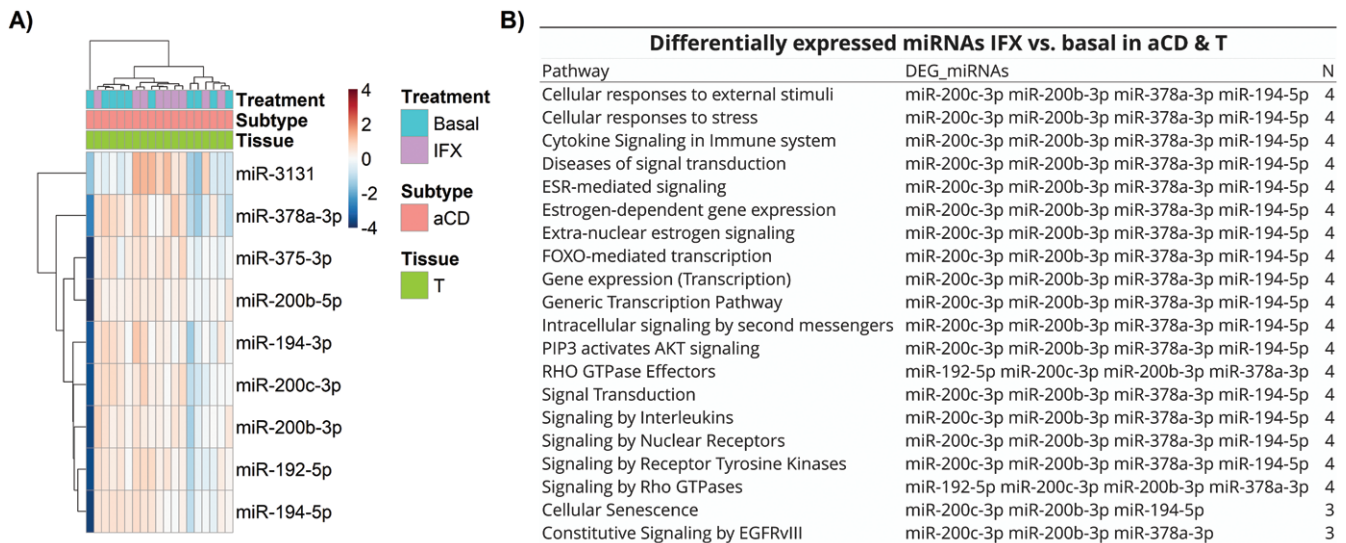 A)
4
2
0
-2
-4
Treatment
Subtype
Tissue
miR-3131
miR-378a-3p
miR-375-3p
miR-200b-5p
miR-194-3p
miR-200c-3p
miR-200b-3p
miR-192-5p
miR-194-5p
Treatment
Basal
IFX
Subtype
aCD
Tissue
T
B)
Differentially expressed miRNAs IFX vs. basal in aCD & T
Pathway DEG_miRNAs N
Cellular responses to external stimuli miR-200c-3p miR-200b-3p miR-378a-3p miR-194-5p 4
Cellular responses to stress miR-200c-3p miR-200b-3p miR-378a-3p miR-194-5p 4
Cytokine Signaling in Immune system miR-200c-3p miR-200b-3p miR-378a-3p miR-194-5p 4
Diseases of signal transduction miR-200c-3p miR-200b-3p miR-378a-3p miR-194-5p 4
ESR-mediated signaling miR-200c-3p miR-200b-3p miR-378a-3p miR-194-5p 4
Estrogen-dependent gene expression miR-200c-3p miR-200b-3p miR-378a-3p miR-194-5p 4
Extra-nuclear estrogen signaling miR-200c-3p miR-200b-3p miR-378a-3p miR-194-5p 4
FOXO-mediated transcription miR-200c-3p miR-200b-3p miR-378a-3p miR-194-5p 4
Gene expression (Transcription) miR-200c-3p miR-200b-3p miR-378a-3p miR-194-5p 4
Generic Transcription Pathway miR-200c-3p miR-200b-3p miR-378a-3p miR-194-5p 4
Intracellular signaling by second messengers miR-200c-3p miR-200b-3p miR-378a-3p miR-194-5p 4
PIP3 activates AKT signaling miR-200c-3p miR-200b-3p miR-378a-3p miR-194-5p 4
RHO GTPase Effectors miR-192-5p miR-200c-3p miR-200b-3p miR-378a-3p 4
Signal Transduction miR-200c-3p miR-200b-3p miR-378a-3p miR-194-5p 4
Signaling by Interleukins miR-200c-3p miR-200b-3p miR-378a-3p miR-194-5p 4
Signaling by Nuclear Receptors miR-200c-3p miR-200b-3p miR-378a-3p miR-194-5p 4
Signaling by Receptor Tyrosine Kinases miR-200c-3p miR-200b-3p miR-378a-3p miR-194-5p 4
Signaling by Rho GTPases miR-192-5p miR-200c-3p miR-200b-3p miR-378a-3p 4
Cellular Senescence miR-200c-3p miR-200b-3p miR-194-5p 3
Constitutive Signaling by EGFRvIII miR-200c-3p miR-200b-3p miR-378a-3p 3